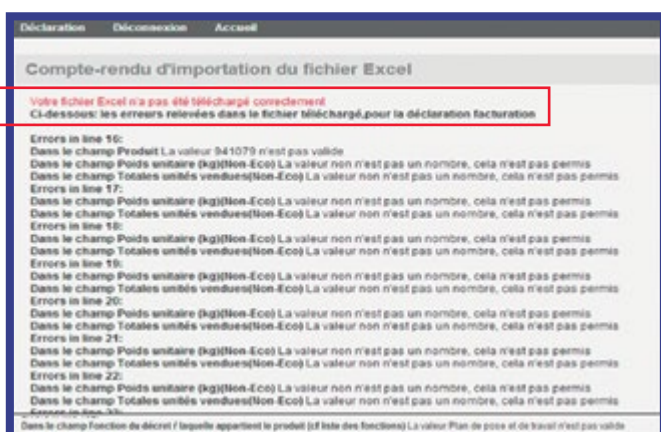 Déclaration Déconnexion Accueil
Compte-rendu d'importation du fichier Excel
Votre fichier Excel n'a pas été téléchargé correctement
Ci-dessous: les erreurs relevées dans le fichier téléchargé,pour la déclaration facturation
Errors in line 16:
Dans le champ Produit La valeur 941079 n'est pas valide
Dans le champ Poids unitaire (kg)(Non-Eco) La valeur non n'est pas un nombre, cela n'est pas permis
Dans le champ Totales unités vendues(Non-Eco) La valeur non n'est pas un nombre, cela n'est pas permis
Errors in line 17:
Dans le champ Poids unitaire (kg)(Non-Eco) La valeur non n'est pas un nombre, cela n'est pas permis
Dans le champ Totales unités vendues(Non-Eco) La valeur non n'est pas un nombre, cela n'est pas permis
Errors in line 18:
Dans le champ Poids unitaire (kg)(Non-Eco) La valeur non n'est pas un nombre, cela n'est pas permis
Dans le champ Totales unités vendues(Non-Eco) La valeur non n'est pas un nombre, cela n'est pas permis
Errors in line 19:
Dans le champ Poids unitaire (kg)(Non-Eco) La valeur non n'est pas un nombre, cela n'est pas permis
Dans le champ Totales unités vendues(Non-Eco) La valeur non n'est pas un nombre, cela n'est pas permis
Errors in line 20:
Dans le champ Poids unitaire (kg)(Non-Eco) La valeur non n'est pas un nombre, cela n'est pas permis
Dans le champ Totales unités vendues(Non-Eco) La valeur non n'est pas un nombre, cela n'est pas permis
Errors in line 21:
Dans le champ Poids unitaire (kg)(Non-Eco) La valeur non n'est pas un nombre, cela n'est pas permis
Dans le champ Totales unités vendues(Non-Eco) La valeur non n'est pas un nombre, cela n'est pas permis
Errors in line 22:
Dans le champ Poids unitaire (kg)(Non-Eco) La valeur non n'est pas un nombre, cela n'est pas permis
Dans le champ Totales unités vendues(Non-Eco) La valeur non n'est pas un nombre, cela n'est pas permis
Errors in line 23:
Dans le champ Fonction du décret / laquelle appartient le produit (cf liste des fonctions) La valeur Plan de pose et de travail n'est pas valide